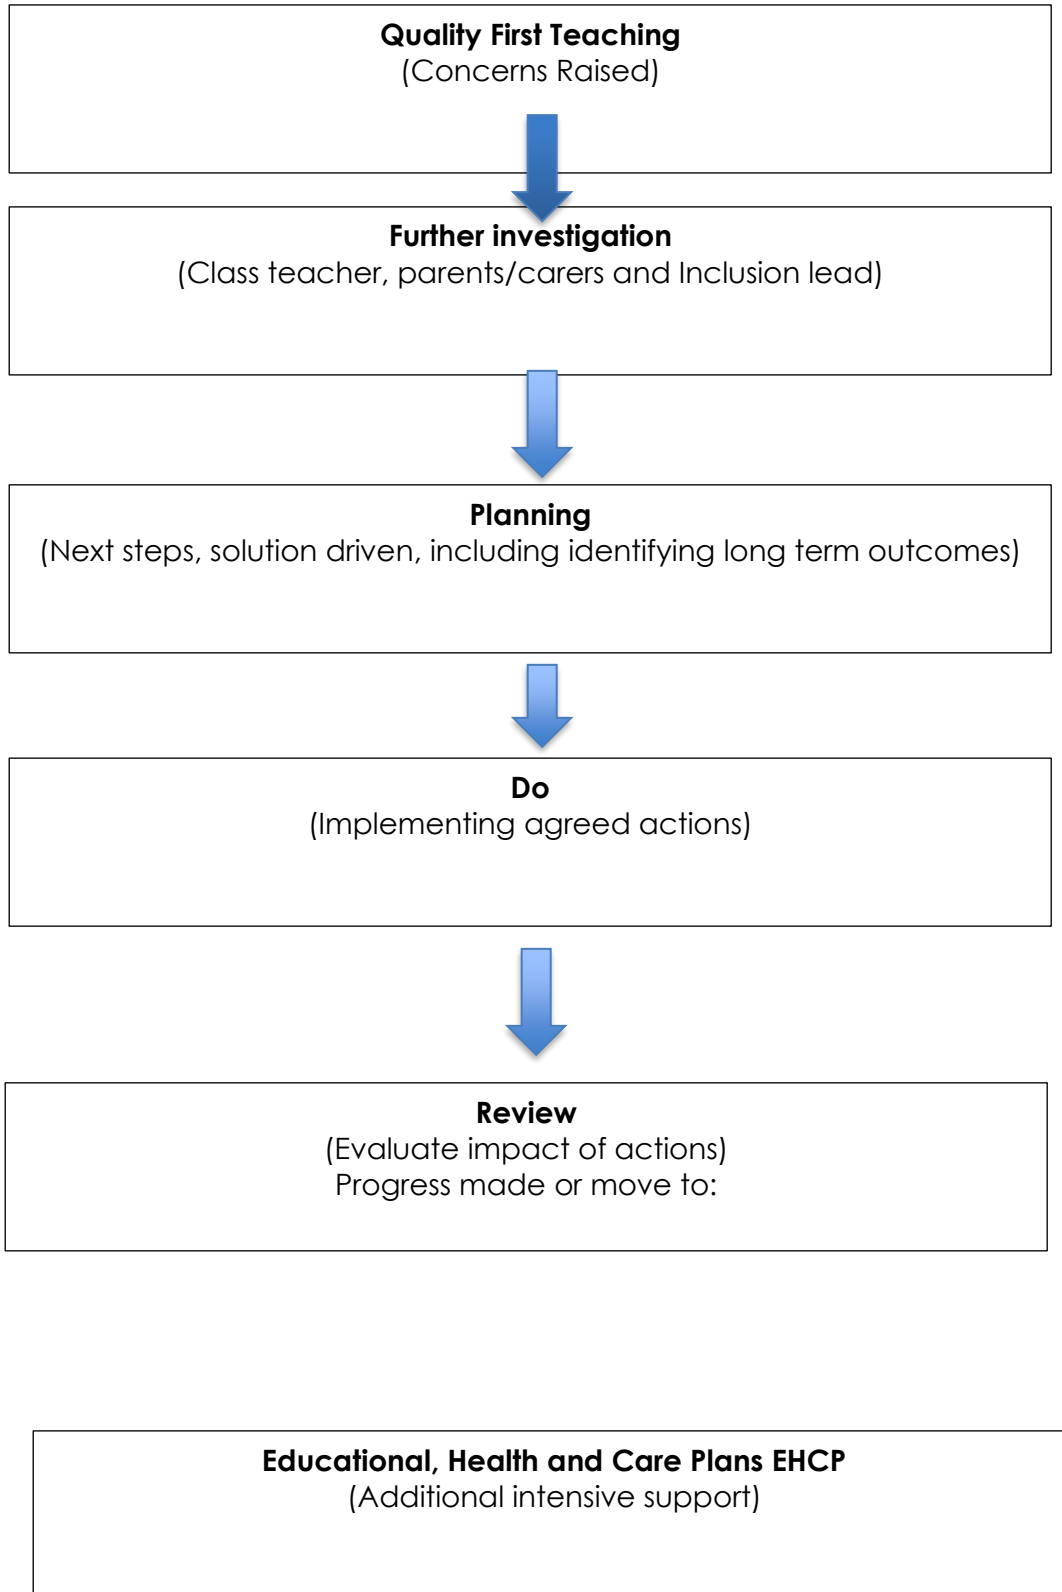 Quality First Teaching
(Concerns Raised)
Further investigation
(Class teacher, parents/carers and Inclusion lead)
Planning
(Next steps, solution driven, including identifying long term outcomes)
Do
(Implementing agreed actions)
Review
(Evaluate impact of actions)
Progress made or move to:
Educational, Health and Care Plans EHCP
(Additional intensive support)